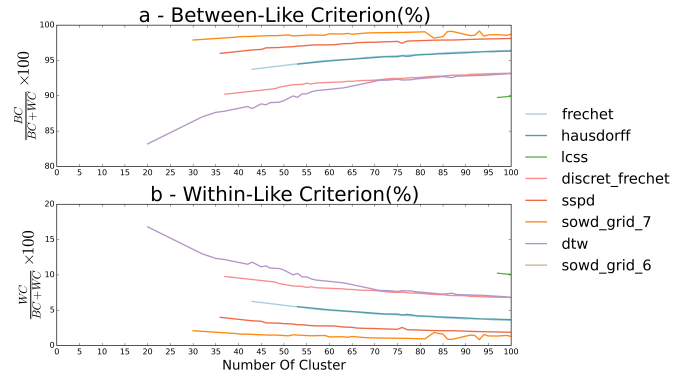 a - Between-Like Criterion(%)
100
95
90
85
80
BC / BC+WC ×100
0 5 10 15 20 25 30 35 40 45 50 55 60 65 70 75 80 85 90 95 100
b - Within-Like Criterion(%)
20
15
10
5
0
WC / BC+WC ×100
0 5 10 15 20 25 30 35 40 45 50 55 60 65 70 75 80 85 90 95 100
Number Of Cluster
frechet
hausdorff
lcss
discret_frechet
sspd
sowd_grid_7
dtw
sowd_grid_6